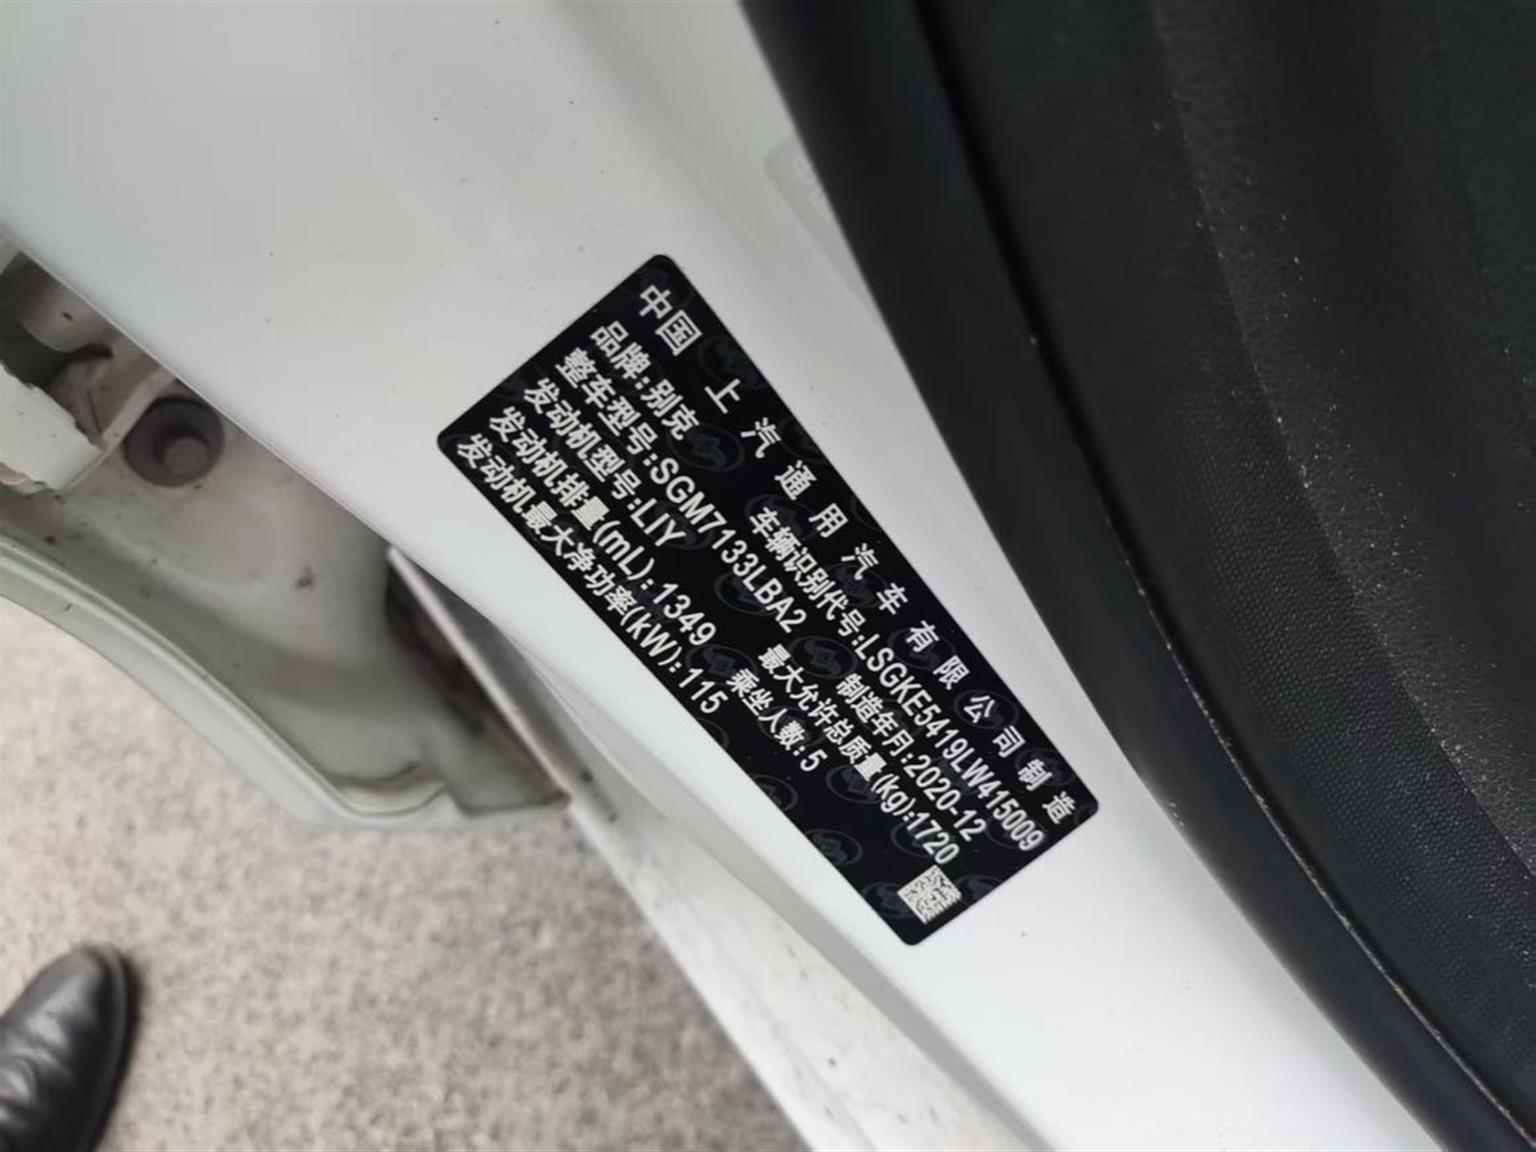 中国 上汽通用汽车有限公司制造
品牌:别克 车辆识别代号:LSGKE5419LW415009
整车型号:SGM7133LBA2 制造年月:2020-12
发动机型号:LIY 最大允许总质量(kg):1720
发动机排量(mL):1349 乘坐人数:5
发动机最大净功率(kW):115